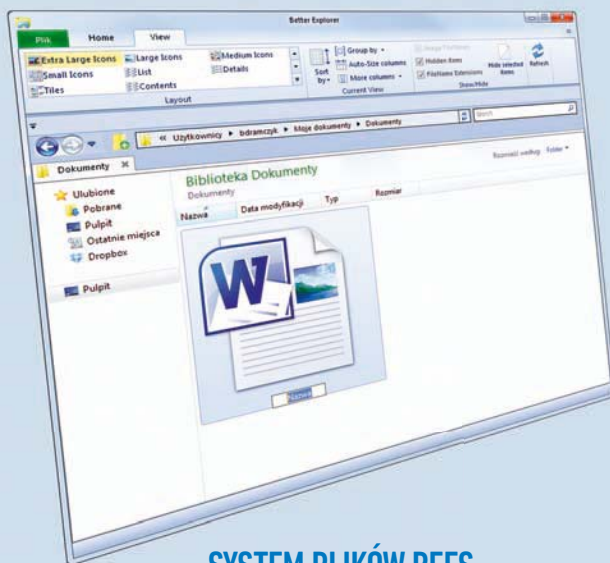 Better Explorer
Plik Home View
Extra Large Icons Large Icons Medium Icons
Small Icons List Details
Tiles Contents
Layout
Sort by
Group by
Auto-Size columns
More columns
Current View
Hidden items
FileName Extensions
Hide selected items
Show/Hide
Refresh
« Użytkownicy bdramczyk Moje dokumenty Dokumenty
Search
Dokumenty
Ulubione
Pobrane
Pulpit
Ostatnie miejsca
Dropbox
Pulpit
Biblioteka Dokumenty
Dokumenty
Rozmieść według: Folder
Nazwa Data modyfikacji Typ Rozmiar
W
Nazwa